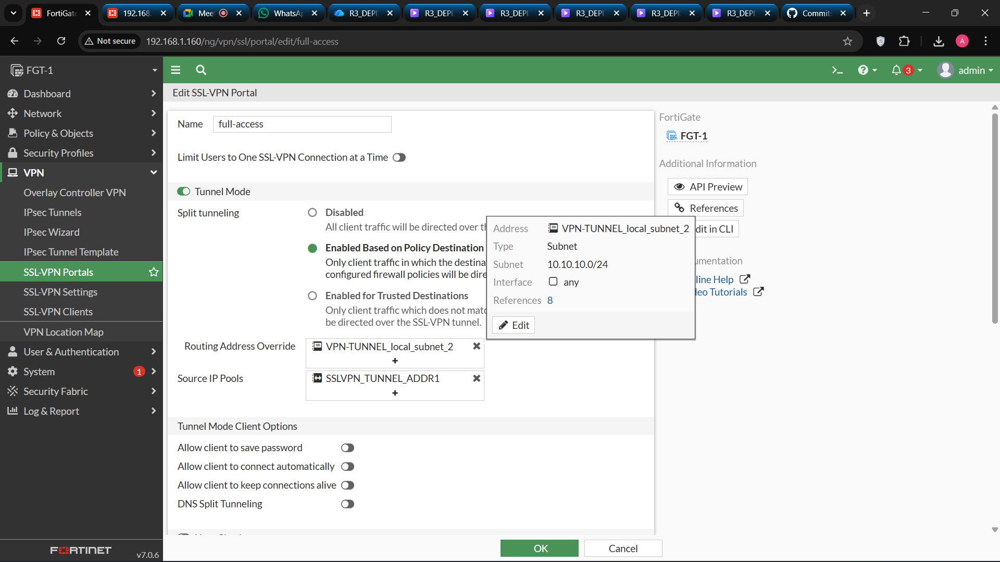 FortiGate
192.168.
Mee
WhatsAp
R3_DEPI
R3_DEPI
R3_DEPI
R3_DEPI
R3_DEPI
R3_DEPI
Commit
Not secure
192.168.1.160/ng/vpn/ssl/portal/edit/full-access
A
FGT-1
3
admin
Dashboard
Network
Policy & Objects
Security Profiles
VPN
Overlay Controller VPN
IPsec Tunnels
IPsec Wizard
IPsec Tunnel Template
SSL-VPN Portals
SSL-VPN Settings
SSL-VPN Clients
VPN Location Map
User & Authentication
System 1
Security Fabric
Log & Report
FORTINET
v7.0.6
Edit SSL-VPN Portal
Name full-access
Limit Users to One SSL-VPN Connection at a Time
Tunnel Mode
Split tunneling
Disabled
All client traffic will be directed over th
Enabled Based on Policy Destination
Only client traffic in which the destina
configured firewall policies will be dire
Enabled for Trusted Destinations
Only client traffic which does not matc
be directed over the SSL-VPN tunnel.
Routing Address Override VPN-TUNNEL_local_subnet_2
+
Source IP Pools SSLVPN_TUNNEL_ADDR1
+
Tunnel Mode Client Options
Allow client to save password
Allow client to connect automatically
Allow client to keep connections alive
DNS Split Tunneling
OK
Cancel
Address VPN-TUNNEL_local_subnet_2
Type Subnet
Subnet 10.10.10.0/24
Interface any
References 8
Edit
FortiGate
FGT-1
Additional Information
API Preview
References
dit in CLI
umentation
line Help
deo Tutorials